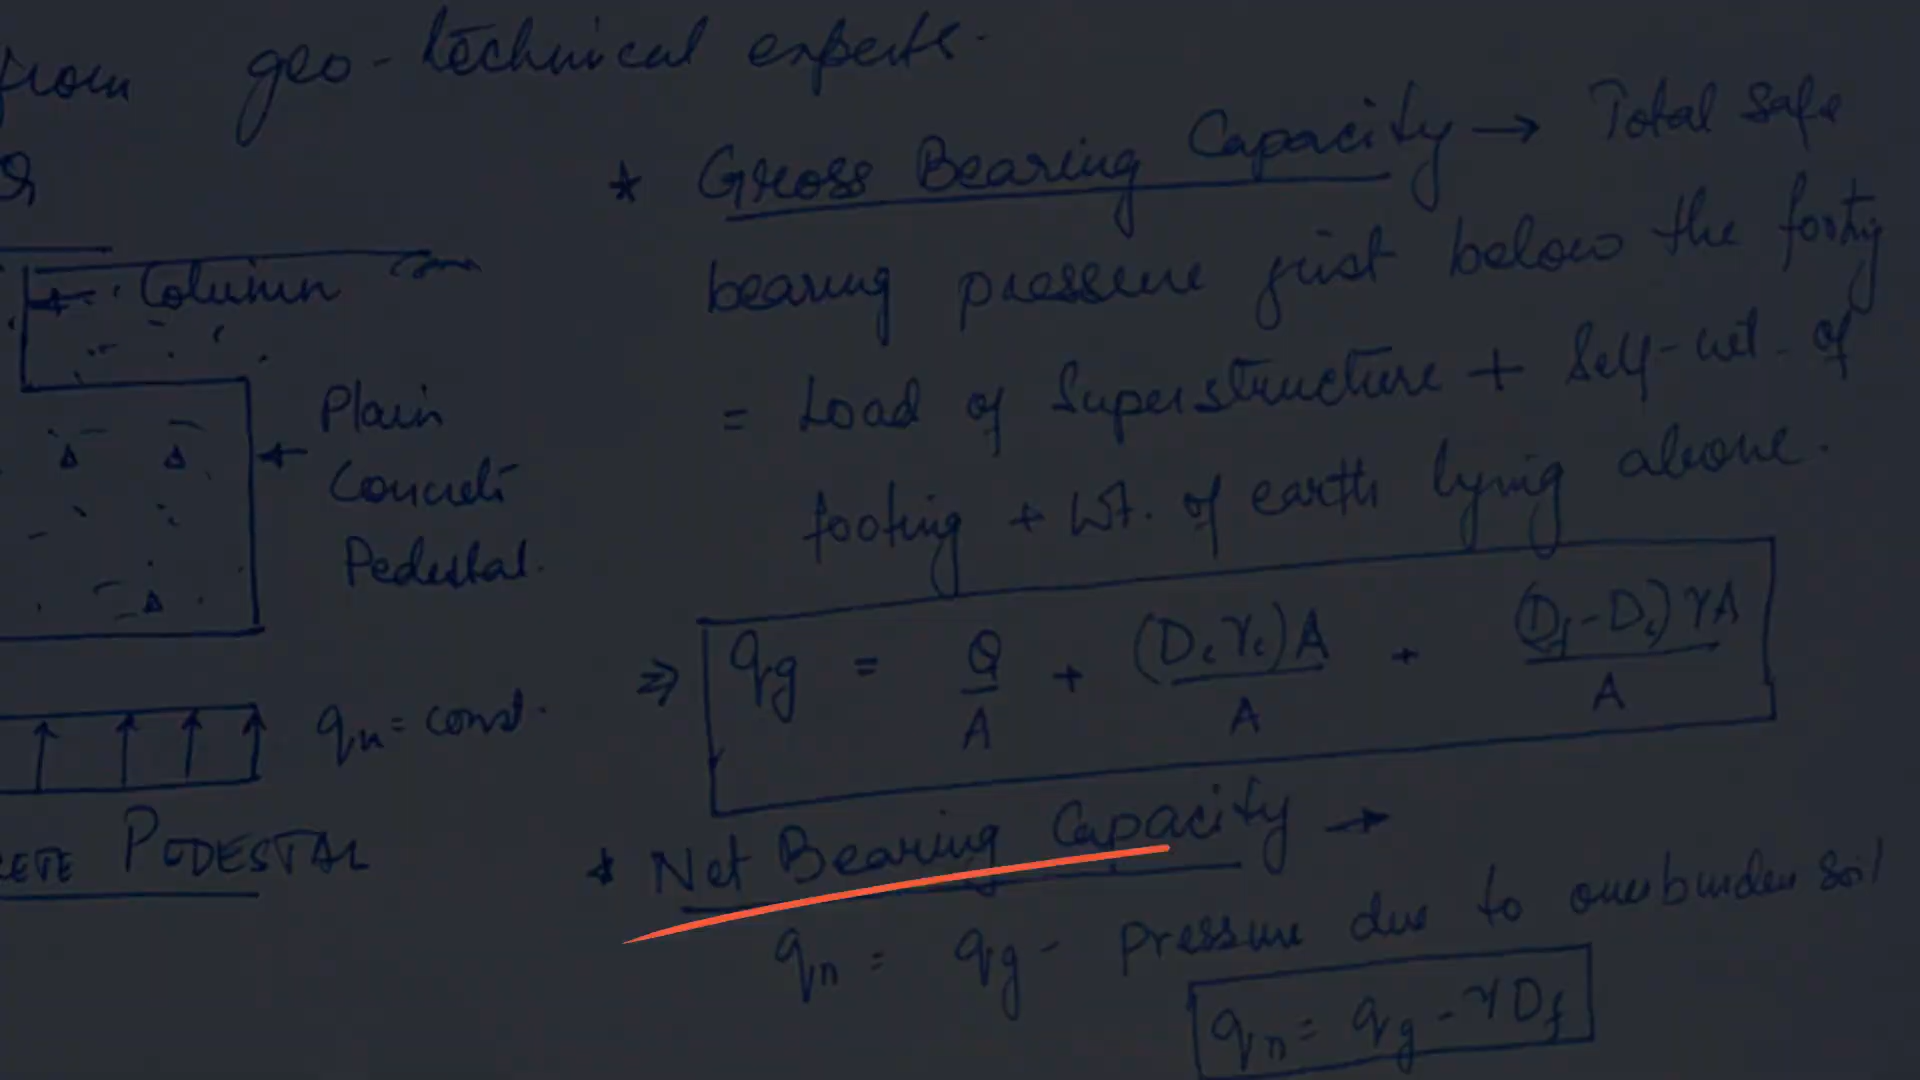 from geo-technical experts.
* Gross Bearing Capacity → Total safe
bearing pressure just below the footing
= Load of Superstructure + Self-wt. of
footing + Wt. of earth lying above.
⇒ qg = Q/A + (Dcγc)A/A + (Df-Dc)γA/A
* Net Bearing Capacity →
qn = qg - Pressure due to overburden soil
qn = qg - γDf
Column
Plain
Concrete
Pedestal.
qn = const.
RETE PEDESTAL